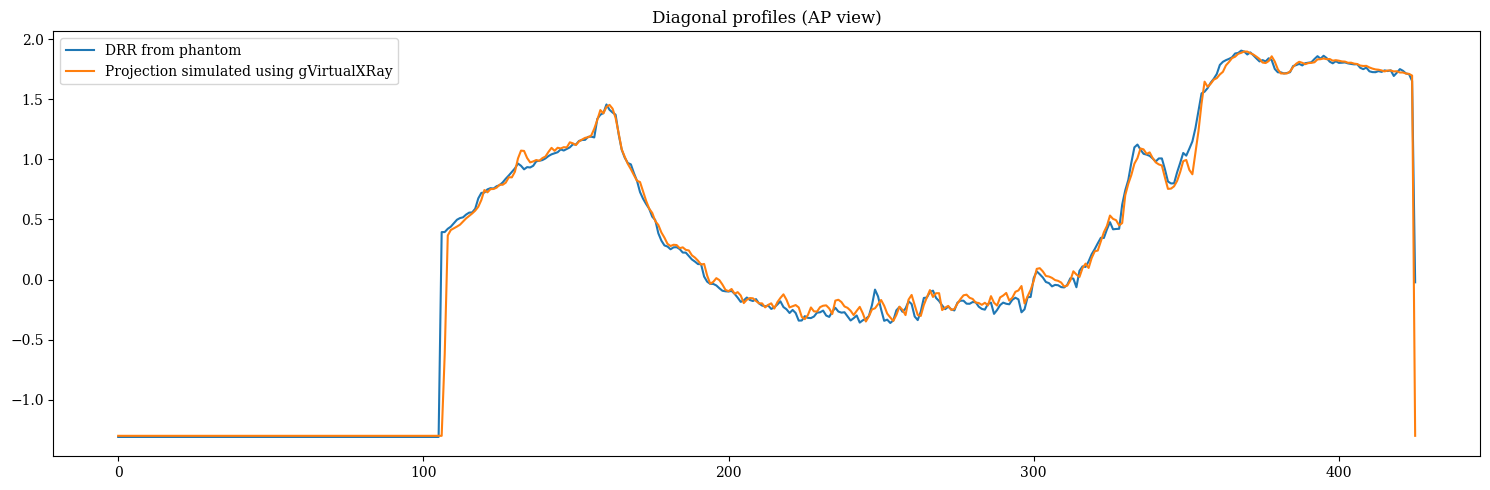 Diagonal profiles (AP view)
DRR from phantom
Projection simulated using gVirtualXRay
2.0
1.5
1.0
0.5
0.0
−0.5
−1.0
0 100 200 300 400